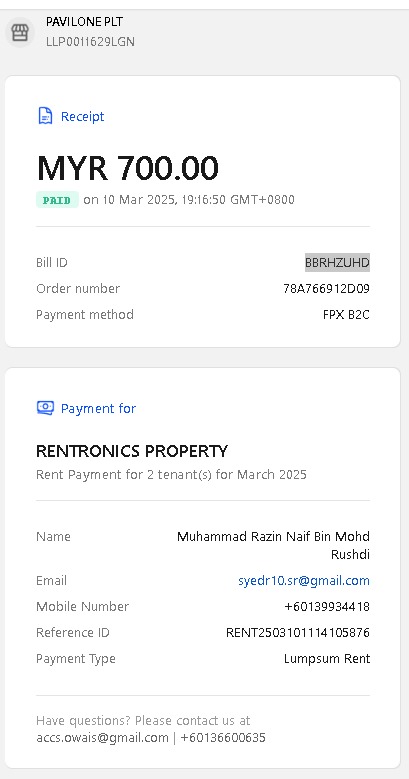 PAVILONE PLT
LLP0011629LGN
Receipt
MYR 700.00
PAID on 10 Mar 2025, 19:16:50 GMT+0800
Bill ID BBRHZUHD
Order number 78A766912D09
Payment method FPX B2C
Payment for
RENTRONICS PROPERTY
Rent Payment for 2 tenant(s) for March 2025
Name Muhammad Razin Naif Bin Mohd
Rushdi
Email syedr10.sr@gmail.com
Mobile Number +60139934418
Reference ID RENT2503101114105876
Payment Type Lumpsum Rent
Have questions? Please contact us at
accs.owais@gmail.com | +60136600635